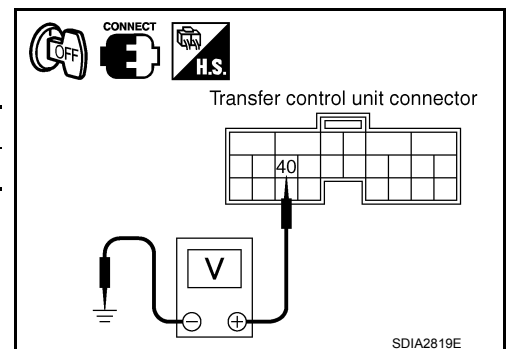 OFF
CONNECT
H.S.
Transfer control unit connector
40
V
- +
SDIA2819E